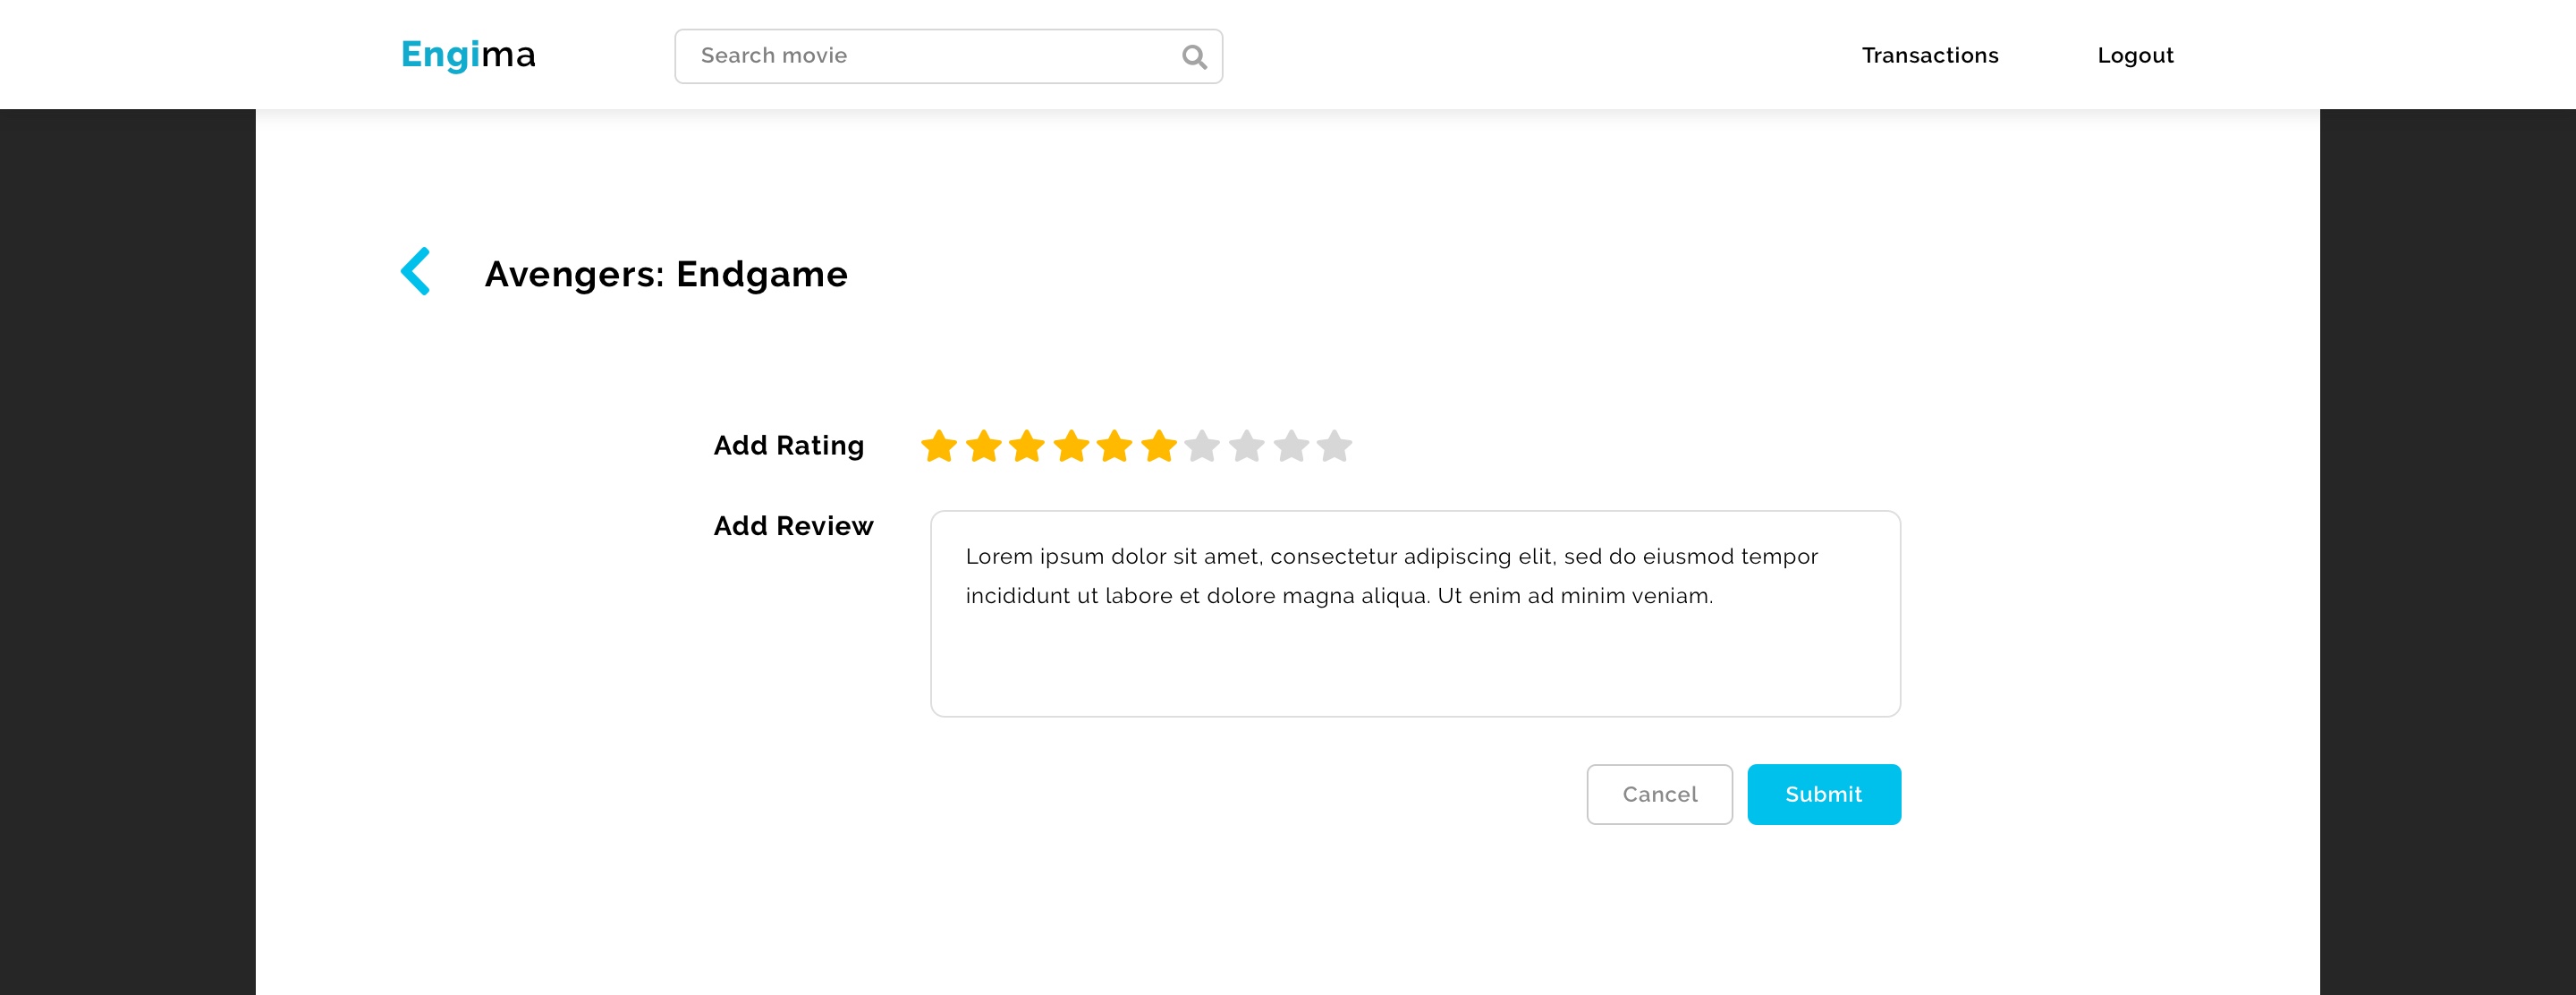 Engima
Search movie
Transactions
Logout
Avengers: Endgame
Add Rating
Add Review
Lorem ipsum dolor sit amet, consectetur adipiscing elit, sed do eiusmod tempor
incididunt ut labore et dolore magna aliqua. Ut enim ad minim veniam.
Cancel
Submit